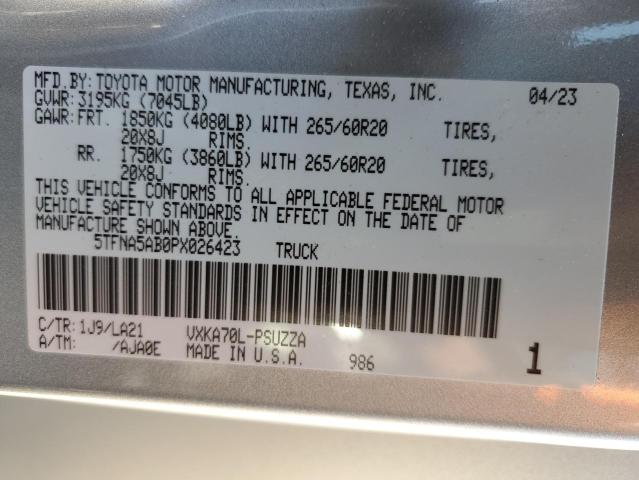 MFD.BY:TOYOTA MOTOR MANUFACTURING, TEXAS, INC. 04/23
GVWR:3195KG (7045LB)
GAWR:FRT. 1850KG (4080LB) WITH 265/60R20 TIRES,
20X8J RIMS.
RR. 1750KG (3860LB) WITH 265/60R20 TIRES,
20X8J RIMS.
THIS VEHICLE CONFORMS TO ALL APPLICABLE FEDERAL MOTOR
VEHICLE SAFETY STANDARDS IN EFFECT ON THE DATE OF
MANUFACTURE SHOWN ABOVE.
5TFNA5AB0PX026423 TRUCK
C/TR:1J9/LA21 VXKA70L-PSUZZA
A/TM: /AJA0E MADE IN U.S.A. 986 1